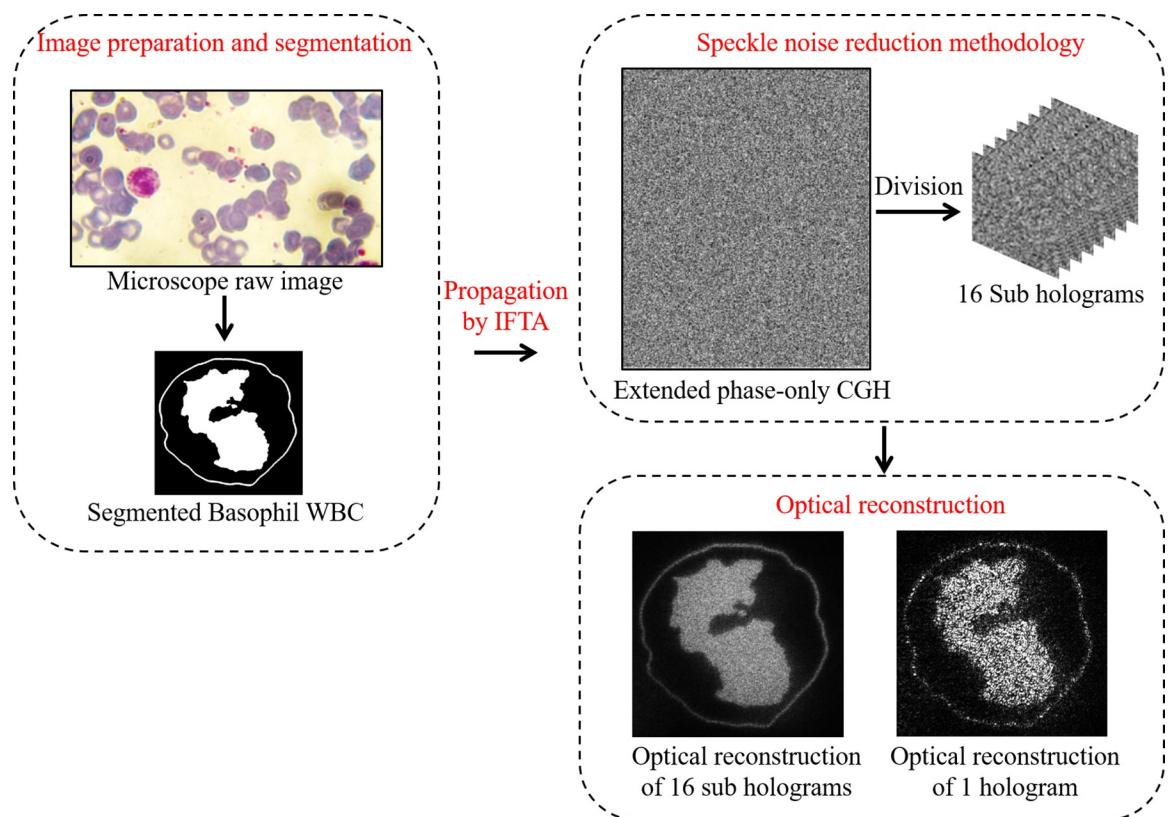 Image preparation and segmentation
Microscope raw image
Segmented Basophil WBC
Propagation
by IFTA
Speckle noise reduction methodology
Division
16 Sub holograms
Extended phase-only CGH
Optical reconstruction
Optical reconstruction
of 16 sub holograms
Optical reconstruction
of 1 hologram